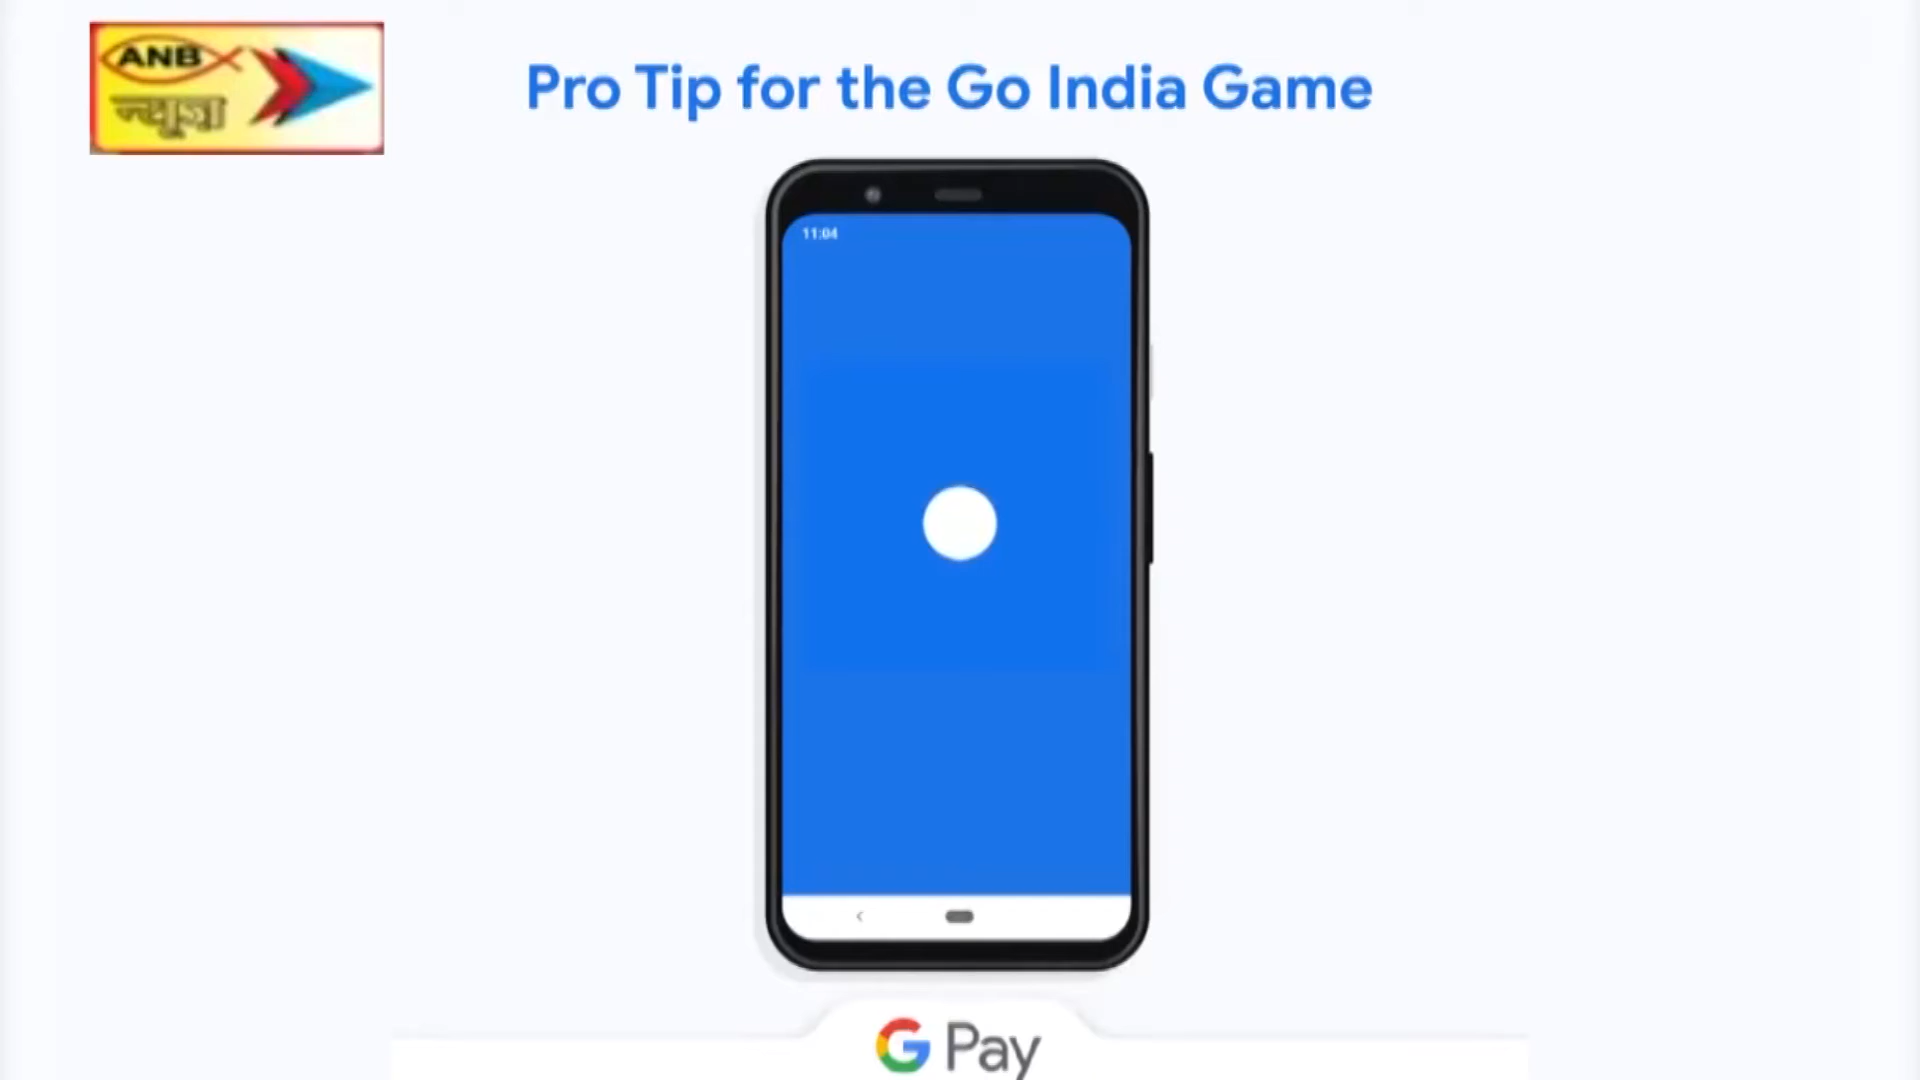 ANB
न्यूज़
Pro Tip for the Go India Game
11:04
G Pay